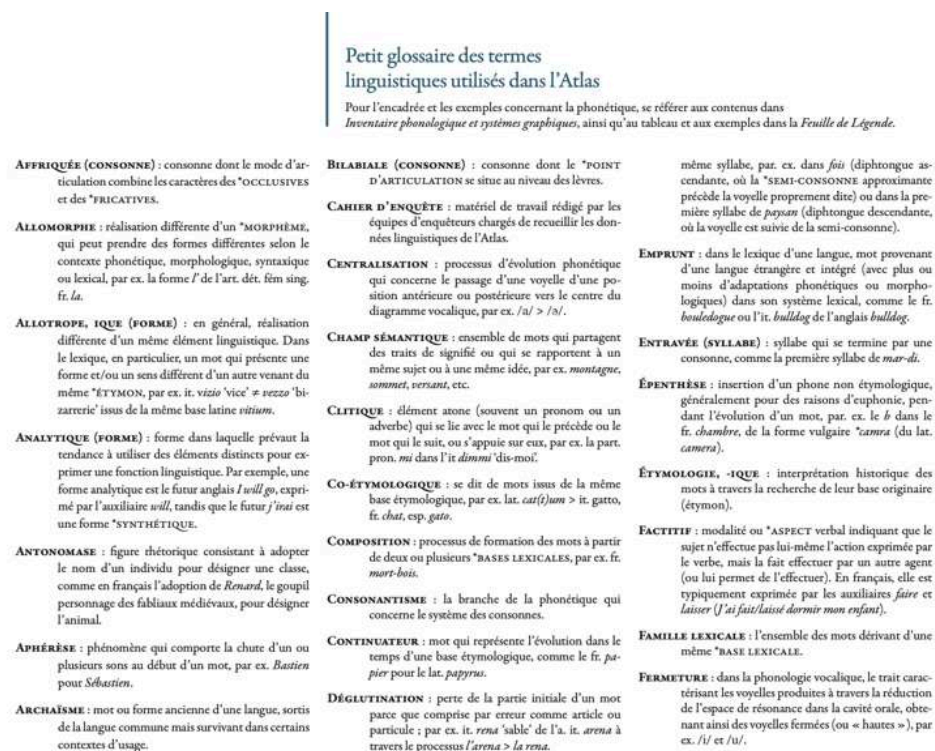 Petit glossaire des termes
linguistiques utilisés dans l'Atlas
Pour l'encadrée et les exemples concernant la phonétique, se référer aux contenus dans
Inventaire phonologique et systèmes graphiques, ainsi qu'au tableau et aux exemples dans la Feuille de Légende.
AFFRIQUÉE (CONSONNE) : consonne dont le mode d'ar-
ticulation combine les caractères des *OCCLUSIVES
et des *FRICATIVES.
ALLOMORPHE : réalisation différente d'un *MORPHÈME,
qui peut prendre des formes différentes selon le
contexte phonétique, morphologique, syntaxique
ou lexical, par ex. la forme l' de l'art. dét. fém sing.
fr. la.
ALLOTROPE, IQUE (FORME) : en général, réalisation
différente d'un même élément linguistique. Dans
le lexique, en particulier, un mot qui présente une
forme et/ou un sens différent d'un autre venant du
même *ÉTYMON, par ex. it. vizio 'vice' ≠ vezzo 'bi-
zarrerie' issus de la même base latine vitium.
ANALYTIQUE (FORME) : forme dans laquelle prévaut la
tendance à utiliser des éléments distincts pour ex-
primer une fonction linguistique. Par exemple, une
forme analytique est le futur anglais I will go, expri-
mé par l'auxiliaire will, tandis que le futur j'irai est
une forme *SYNTHÉTIQUE.
ANTONOMASE : figure rhétorique consistant à adopter
le nom d'un individu pour désigner une classe,
comme en français l'adoption de Renard, le goupil
personnage des fabliaux médiévaux, pour désigner
l'animal.
APHÉRÈSE : phénomène qui comporte la chute d'un ou
plusieurs sons au début d'un mot, par ex. Bastien
pour Sébastien.
ARCHAÏSME : mot ou forme ancienne d'une langue, sortis
de la langue commune mais survivant dans certains
contextes d'usage.
BILABIALE (CONSONNE) : consonne dont le *POINT
D'ARTICULATION se situe au niveau des lèvres.
CAHIER D'ENQUÊTE : matériel de travail rédigé par les
équipes d'enquêteurs chargés de recueillir les don-
nées linguistiques de l'Atlas.
CENTRALISATION : processus d'évolution phonétique
qui concerne le passage d'une voyelle d'une po-
sition antérieure ou postérieure vers le centre du
diagramme vocalique, par ex. /a/ > /ə/.
CHAMP SÉMANTIQUE : ensemble de mots qui partagent
des traits de signifié ou qui se rapportent à un
même sujet ou à une même idée, par ex. montagne,
sommet, versant, etc.
CLITIQUE : élément atone (souvent un pronom ou un
adverbe) qui se lie avec le mot qui le précède ou le
mot qui le suit, ou s'appuie sur eux, par ex. la part.
pron. mi dans l'it dimmi 'dis-moi'.
CO-ÉTYMOLOGIQUE : se dit de mots issus de la même
base étymologique, par ex. lat. cat(t)um > it. gatto,
fr. chat, esp. gato.
COMPOSITION : processus de formation des mots à partir
de deux ou plusieurs *BASES LEXICALES, par ex. fr.
mort-bois.
CONSONANTISME : la branche de la phonétique qui
concerne le système des consonnes.
CONTINUATEUR : mot qui représente l'évolution dans le
temps d'une base étymologique, comme le fr. pa-
pier pour le lat. papyrus.
DÉGLUTINATION : perte de la partie initiale d'un mot
parce que comprise par erreur comme article ou
particule ; par ex. it. rena 'sable' de l'a. it. arena à
travers le processus l'arena > la rena.
même syllabe, par. ex. dans fois (diphtongue as-
cendante, où la *SEMI-CONSONNE approximante
précède la voyelle proprement dite) ou dans la pre-
mière syllabe de paysan (diphtongue descendante,
où la voyelle est suivie de la semi-consonne).
EMPRUNT : dans le lexique d'une langue, mot provenant
d'une langue étrangère et intégré (avec plus ou
moins d'adaptations phonétiques ou morpho-
logiques) dans son système lexical, comme le fr.
bouledogue ou l'it. bulldog de l'anglais bulldog.
ENTRAVÉE (SYLLABE) : syllabe qui se termine par une
consonne, comme la première syllabe de mar-di.
ÉPENTHÈSE : insertion d'un phone non étymologique,
généralement pour des raisons d'euphonie, pen-
dant l'évolution d'un mot, par. ex. le b dans le
fr. chambre, de la forme vulgaire *camra (du lat.
camera).
ÉTYMOLOGIE, -IQUE : interprétation historique des
mots à travers la recherche de leur base originaire
(étymon).
FACTITIF : modalité ou *ASPECT verbal indiquant que le
sujet n'effectue pas lui-même l'action exprimée par
le verbe, mais la fait effectuer par un autre agent
(ou lui permet de l'effectuer). En français, elle est
typiquement exprimée par les auxiliaires faire et
laisser (J'ai fait/laissé dormir mon enfant).
FAMILLE LEXICALE : l'ensemble des mots dérivant d'une
même *BASE LEXICALE.
FERMETURE : dans la phonologie vocalique, le trait carac-
térisant les voyelles produites à travers la réduction
de l'espace de résonance dans la cavité orale, obte-
nant ainsi des voyelles fermées (ou « hautes »), par
ex. /i/ et /u/.